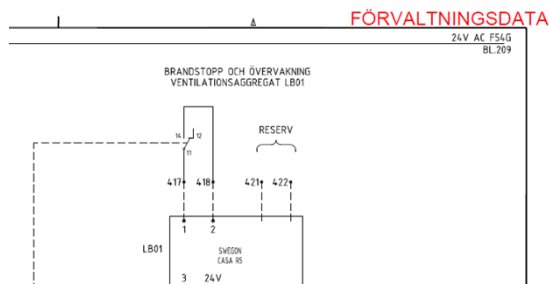 FÖRVALTNINGSDATA
24V AC F54G
BL.209
BRANDSTOPP OCH ÖVERVAKNING
VENTILATIONSAGGREGAT LB01
14 12
RESERV
11
417 418 421 422
1 2
LB01
SWEGON
CASA R5
3 24V